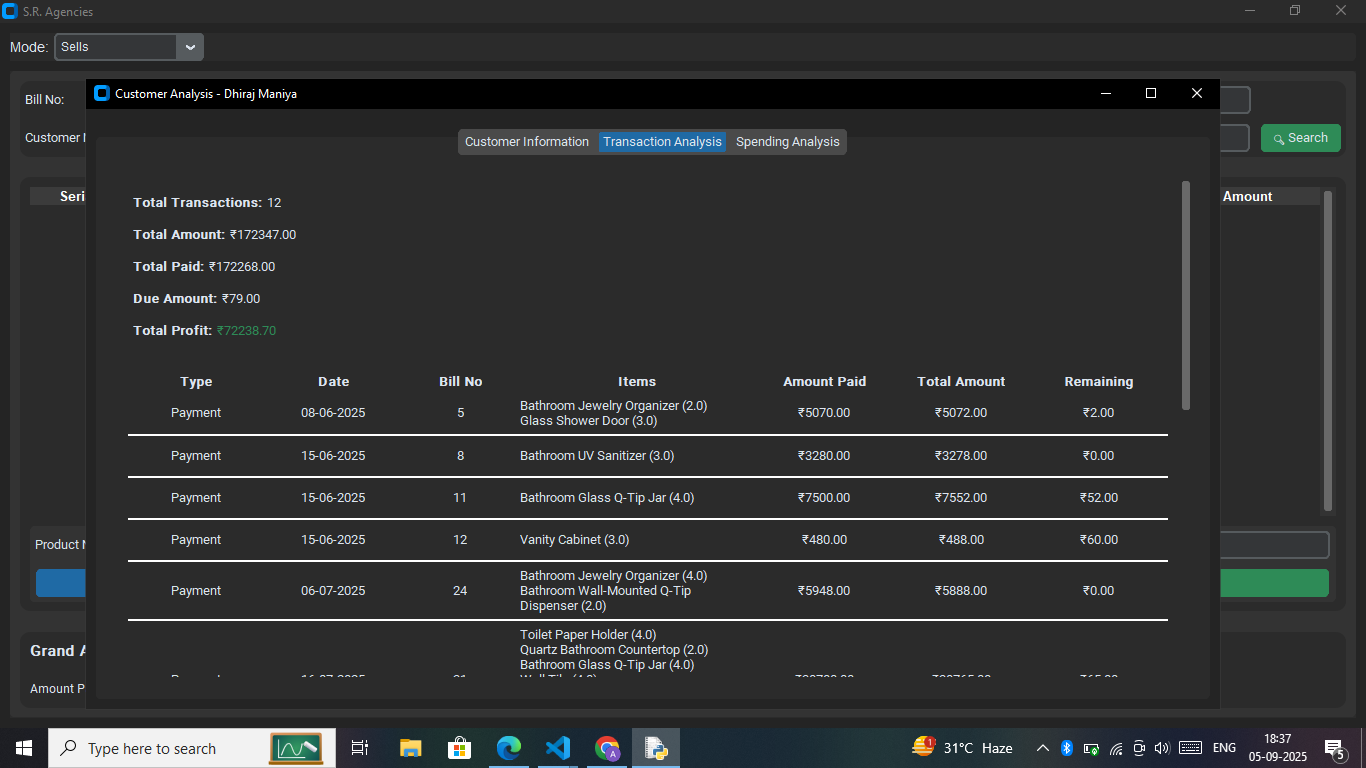 S.R. Agencies
Mode: Sells
Bill No:
Customer Analysis - Dhiraj Maniya
Customer
Search
Customer Information Transaction Analysis Spending Analysis
Amount
Total Transactions: 12
Total Amount: ₹172347.00
Total Paid: ₹172268.00
Due Amount: ₹79.00
Total Profit: ₹72238.70
Type Date Bill No Items Amount Paid Total Amount Remaining
Payment 08-06-2025 5 Bathroom Jewelry Organizer (2.0) ₹5070.00 ₹5072.00 ₹2.00
Glass Shower Door (3.0)
Payment 15-06-2025 8 Bathroom UV Sanitizer (3.0) ₹3280.00 ₹3278.00 ₹0.00
Payment 15-06-2025 11 Bathroom Glass Q-Tip Jar (4.0) ₹7500.00 ₹7552.00 ₹52.00
Payment 15-06-2025 12 Vanity Cabinet (3.0) ₹480.00 ₹488.00 ₹60.00
Product
Bathroom Jewelry Organizer (4.0)
Payment 06-07-2025 24 Bathroom Wall-Mounted Q-Tip ₹5948.00 ₹5888.00 ₹0.00
Dispenser (2.0)
Toilet Paper Holder (4.0)
Quartz Bathroom Countertop (2.0)
Bathroom Glass Q-Tip Jar (4.0)
Grand
Amount
Type here to search
1
31°C Haze
ENG
18:37
05-09-2025
5